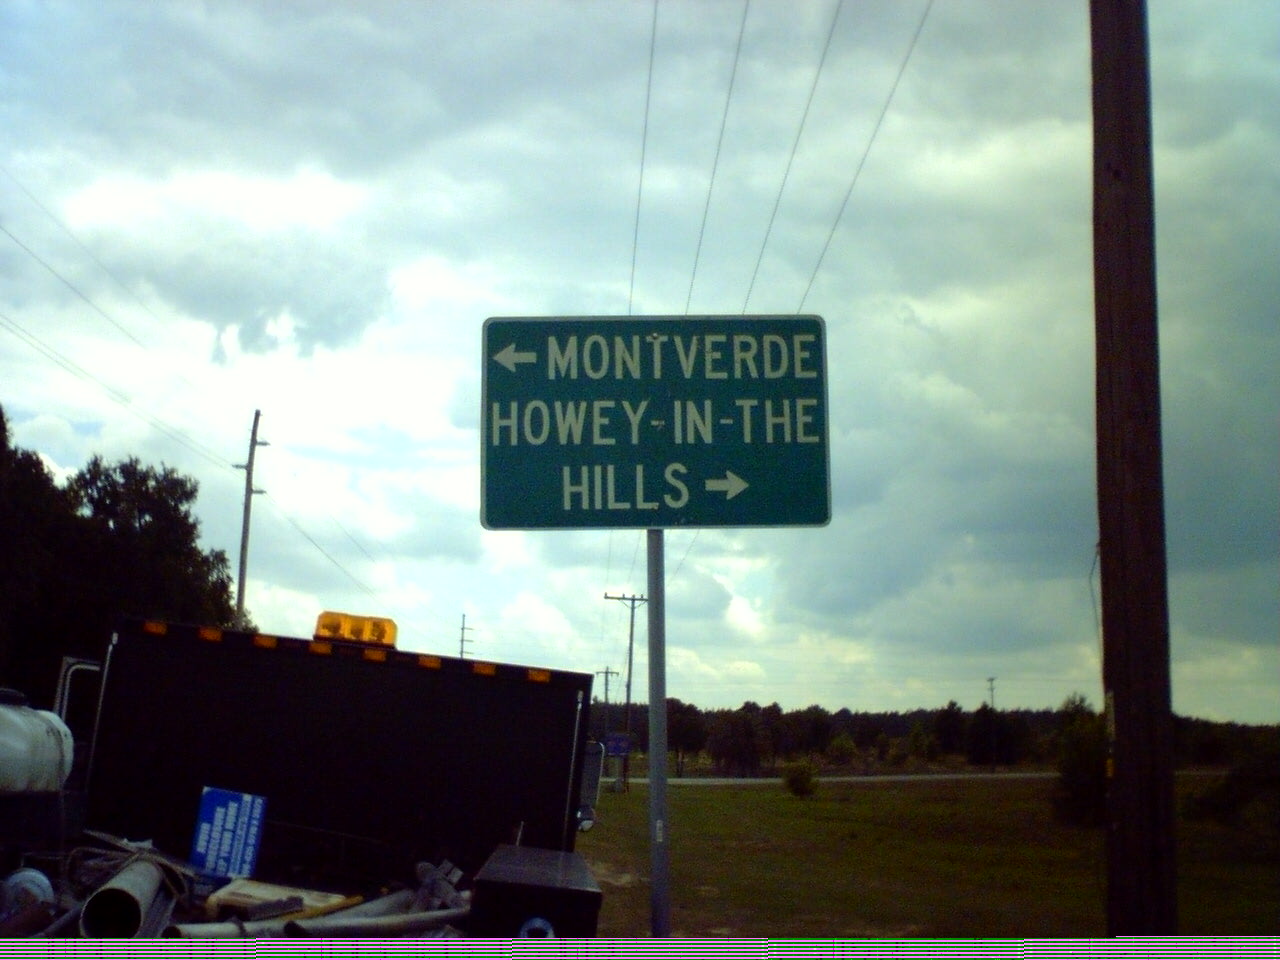 ← MONTVERDE
HOWEY-IN-THE
HILLS →